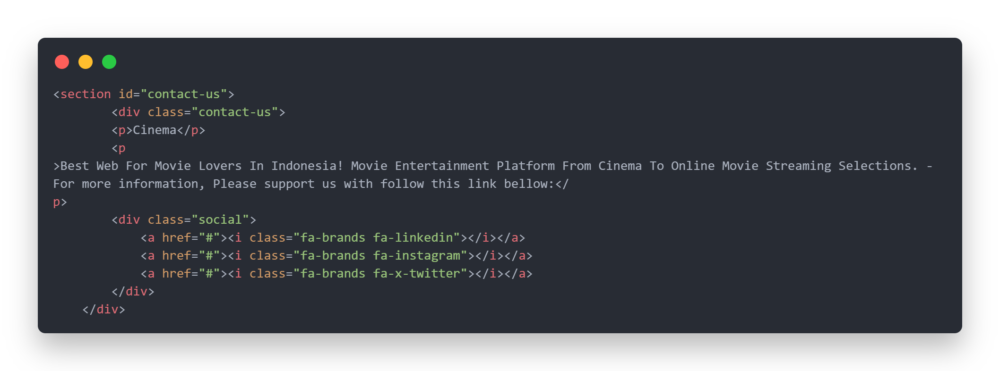 <section id="contact-us">
        <div class="contact-us">
        <p>Cinema</p>
        <p
>Best Web For Movie Lovers In Indonesia! Movie Entertainment Platform From Cinema To Online Movie Streaming Selections. -
For more information, Please support us with follow this link bellow:</
p>
        <div class="social">
            <a href="#"><i class="fa-brands fa-linkedin"></i></a>
            <a href="#"><i class="fa-brands fa-instagram"></i></a>
            <a href="#"><i class="fa-brands fa-x-twitter"></i></a>
        </div>
    </div>